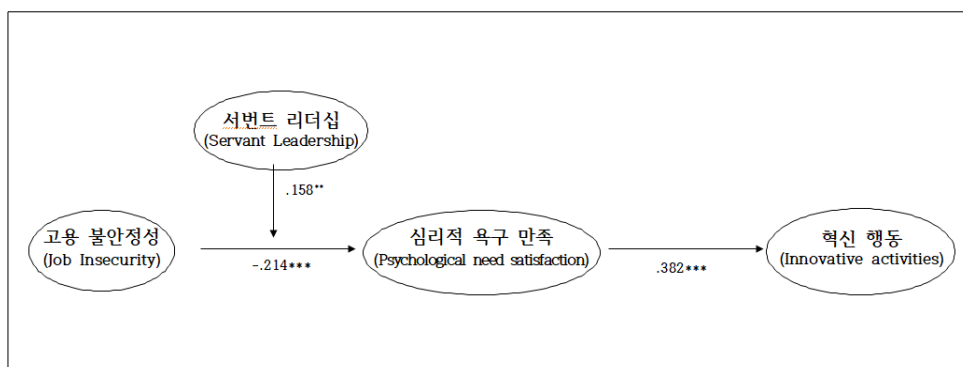 서번트 리더십
(Servant Leadership)
.158**
고용 불안정성
(Job Insecurity)
-.214***
심리적 욕구 만족
(Psychological need satisfaction)
.382***
혁신 행동
(Innovative activities)